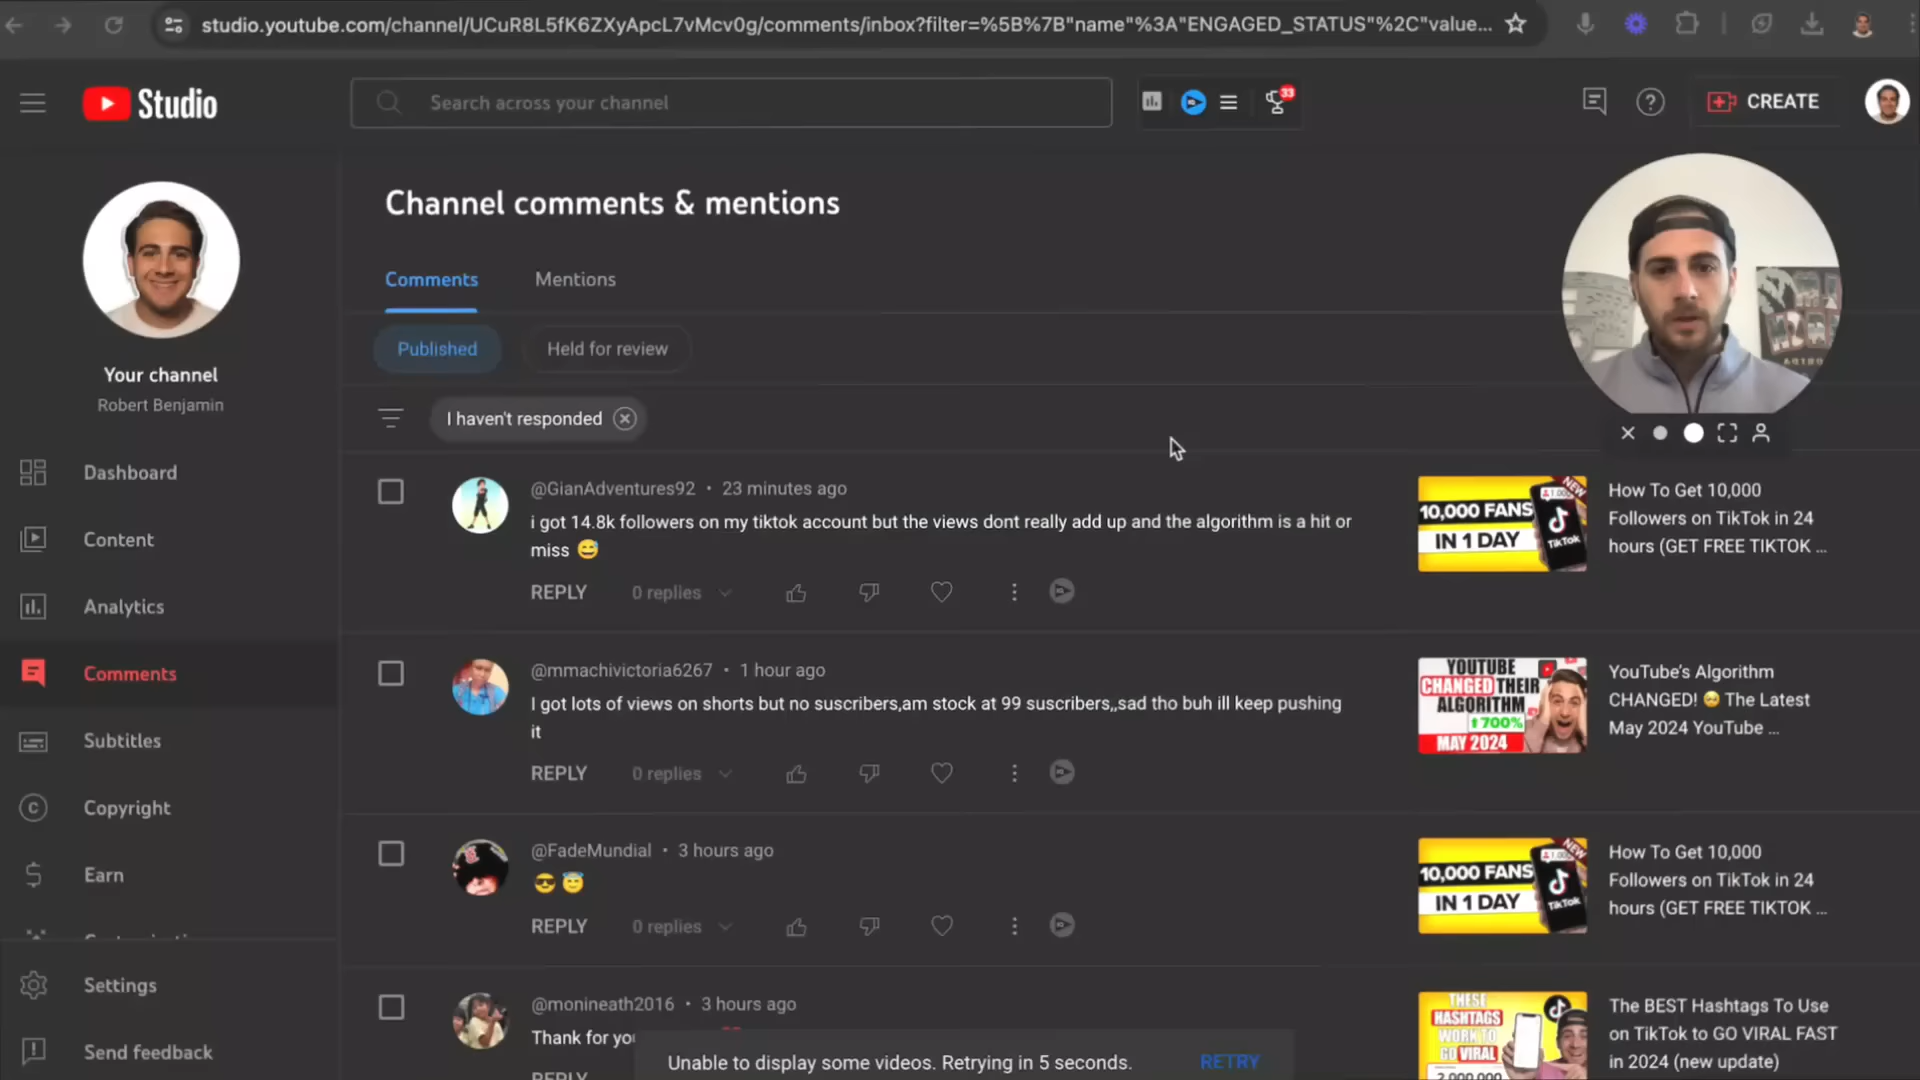 studio.youtube.com/channel/UCuR8L5fK6ZXyApcL7vMcv0g/comments/inbox?filter=%5B%7B"name"%3A"ENGAGED_STATUS"%2C"value...
Studio
Search across your channel
33
CREATE
Channel comments & mentions
Comments
Mentions
Published
Held for review
I haven't responded
Your channel
Robert Benjamin
Dashboard
Content
Analytics
Comments
Subtitles
Copyright
Earn
Settings
Send feedback
@GianAdventures92 • 23 minutes ago
i got 14.8k followers on my tiktok account but the views dont really add up and the algorithm is a hit or
miss 😅
REPLY
0 replies
NEW
10,000 FANS
IN 1 DAY
TikTok
How To Get 10,000
Followers on TikTok in 24
hours (GET FREE TIKTOK ...
@mmachivictoria6267 • 1 hour ago
I got lots of views on shorts but no suscribers,am stock at 99 suscribers,,sad tho buh ill keep pushing
it
REPLY
0 replies
YOUTUBE
CHANGED THEIR
ALGORITHM
↑700%
MAY 2024
YouTube's Algorithm
CHANGED! 🥺 The Latest
May 2024 YouTube ...
@FadeMundial • 3 hours ago
😎 😇
REPLY
0 replies
NEW
10,000 FANS
IN 1 DAY
TikTok
How To Get 10,000
Followers on TikTok in 24
hours (GET FREE TIKTOK ...
@monineath2016 • 3 hours ago
Thank for you
REPLY
THESE
HASHTAGS
WORK TO
GO VIRAL
The BEST Hashtags To Use
on TikTok to GO VIRAL FAST
in 2024 (new update)
Unable to display some videos. Retrying in 5 seconds.
RETRY